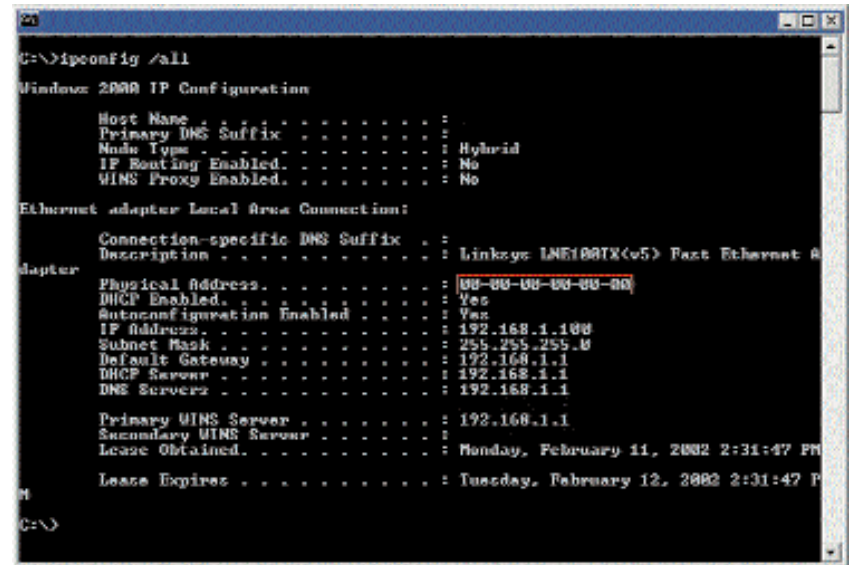 C:\>ipconfig /all
Windows 2000 IP Configuration
Host Name . . . . . . . . . . . . :
Primary DNS Suffix . . . . . . . :
Node Type . . . . . . . . . . . . : Hybrid
IP Routing Enabled. . . . . . . . : No
WINS Proxy Enabled. . . . . . . . : No
Ethernet adapter Local Area Connection:
Connection-specific DNS Suffix . :
Description . . . . . . . . . . . : Linksys LNE100TX(v5) Fast Ethernet A
dapter
Physical Address. . . . . . . . . : 00-00-00-00-00-00
DHCP Enabled. . . . . . . . . . . : Yes
Autoconfiguration Enabled . . . . : Yes
IP Address. . . . . . . . . . . . : 192.168.1.100
Subnet Mask . . . . . . . . . . . : 255.255.255.0
Default Gateway . . . . . . . . . : 192.168.1.1
DHCP Server . . . . . . . . . . . : 192.168.1.1
DNS Servers . . . . . . . . . . . : 192.168.1.1
Primary WINS Server . . . . . . . : 192.168.1.1
Secondary WINS Server . . . . . . :
Lease Obtained. . . . . . . . . . : Monday, February 11, 2002 2:31:47 PM
Lease Expires . . . . . . . . . . : Tuesday, February 12, 2002 2:31:47 P
M
C:\>